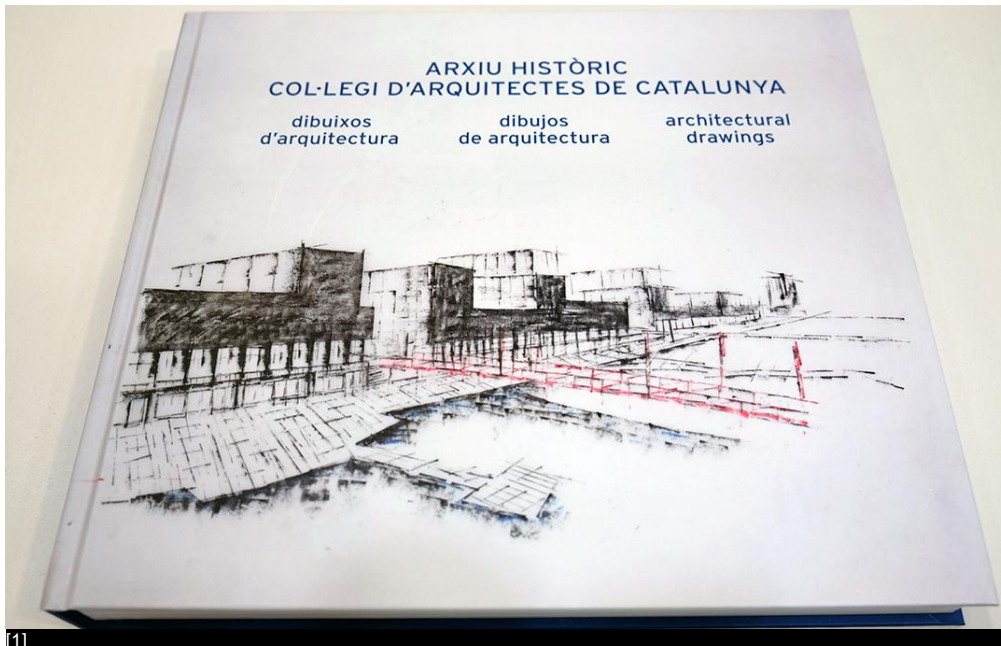 ARXIU HISTÒRIC
COL·LEGI D'ARQUITECTES DE CATALUNYA
dibuixos
d'arquitectura
dibujos
de arquitectura
architectural
drawings
[1]